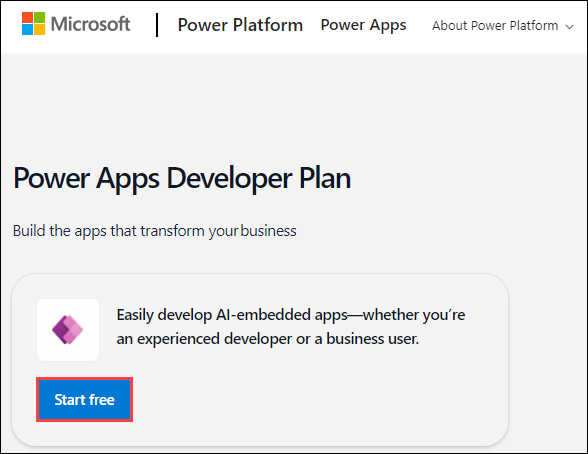 Microsoft Power Platform Power Apps About Power Platform
Power Apps Developer Plan
Build the apps that transform your business
Easily develop AI-embedded apps—whether you're
an experienced developer or a business user.
Start free